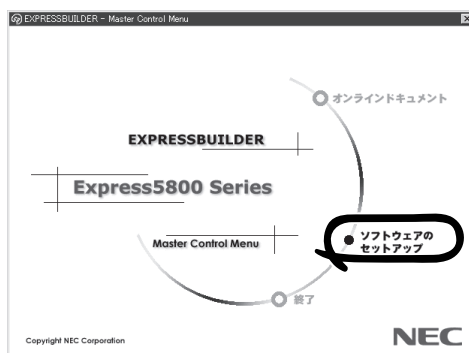 EXPRESSBUILDER - Master Control Menu
オンラインドキュメント
EXPRESSBUILDER
Express5800 Series
ソフトウェアの
セットアップ
Master Control Menu
終了
Copyright NEC Corporation
NEC